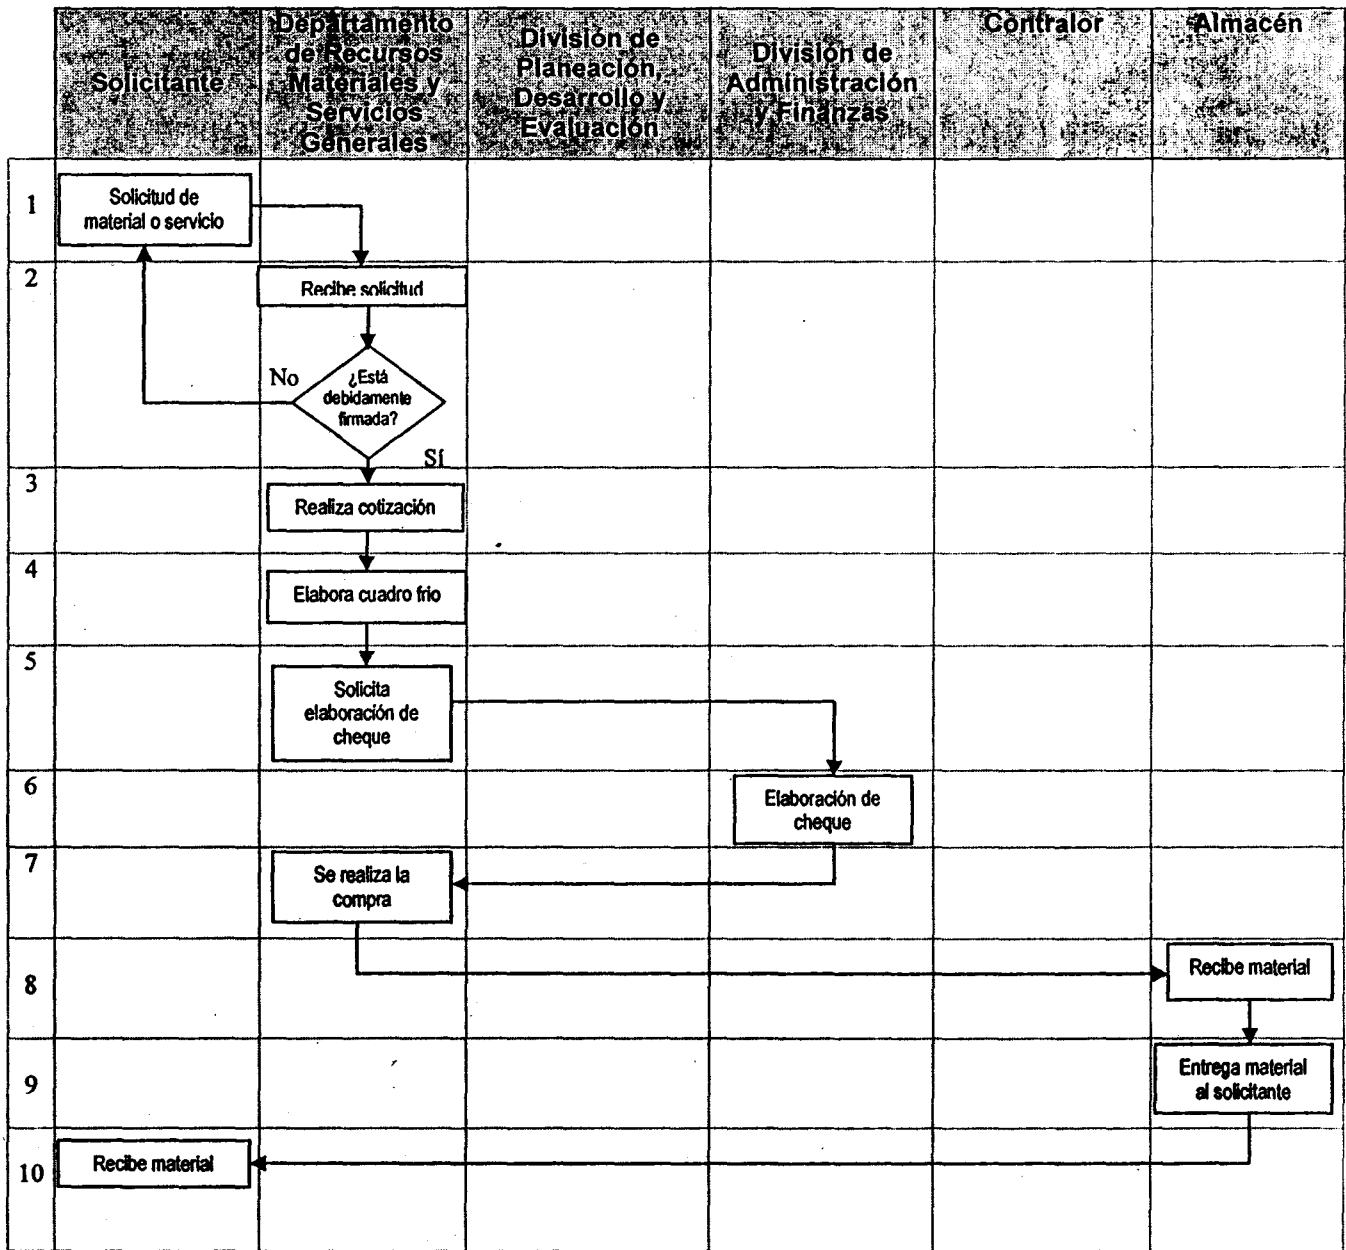 Solicitante
Departamento
de Recursos
Materiales y
Servicios
Generales
División de
Planeación,
Desarrollo y
Evaluación
División de
Administración
y Finanzas
Contralor
Almacén
1
Solicitud de
material o servicio
2
Recibe solicitud
No
¿Está
debidamente
firmada?
Sí
3
Realiza cotización
4
Elabora cuadro frio
5
Solicita
elaboración de
cheque
6
Elaboración de
cheque
7
Se realiza la
compra
8
Recibe material
9
Entrega material
al solicitante
10
Recibe material